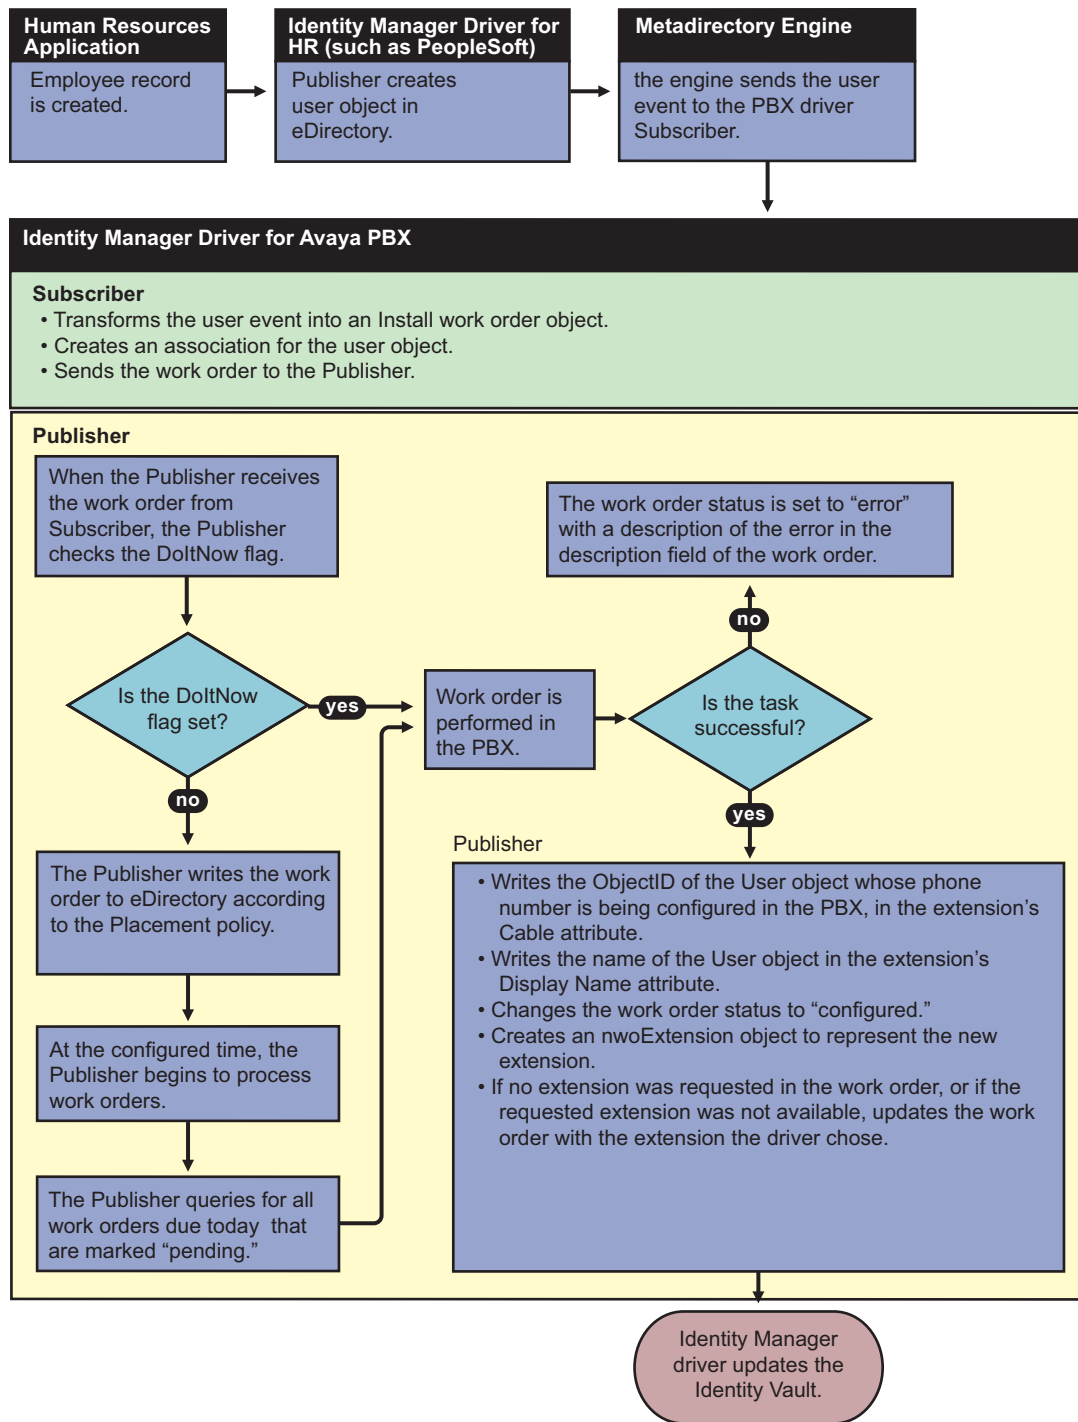 Human Resources
Application
Employee record
is created.
Identity Manager Driver for
HR (such as PeopleSoft)
Publisher creates
user object in
eDirectory.
Metadirectory Engine
the engine sends the user
event to the PBX driver
Subscriber.
Identity Manager Driver for Avaya PBX
Subscriber
• Transforms the user event into an Install work order object.
• Creates an association for the user object.
• Sends the work order to the Publisher.
Publisher
When the Publisher receives
the work order from
Subscriber, the Publisher
checks the DoItNow flag.
Is the DoItNow
flag set?
yes
no
The Publisher writes the work
order to eDirectory according
to the Placement policy.
At the configured time, the
Publisher begins to process
work orders.
The Publisher queries for all
work orders due today that
are marked “pending.”
Work order is
performed in
the PBX.
Is the task
successful?
no
The work order status is set to “error”
with a description of the error in the
description field of the work order.
yes
Publisher
• Writes the ObjectID of the User object whose phone
number is being configured in the PBX, in the extension’s
Cable attribute.
• Writes the name of the User object in the extension’s
Display Name attribute.
• Changes the work order status to “configured.”
• Creates an nwoExtension object to represent the new
extension.
• If no extension was requested in the work order, or if the
requested extension was not available, updates the work
order with the extension the driver chose.
Identity Manager
driver updates the
Identity Vault.